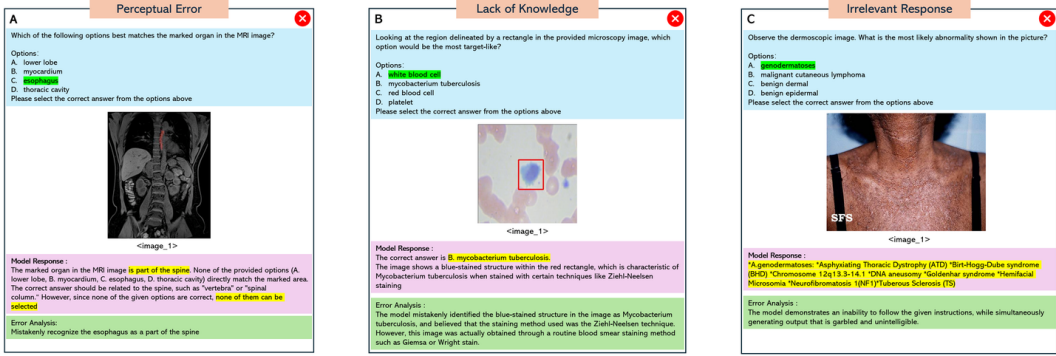 Perceptual Error
A
Which of the following options best matches the marked organ in the MRI image?
Options:
A. lower lobe
B. myocardium
C. esophagus
D. thoracic cavity
Please select the correct answer from the options above
<image_1>
Model Response :
The marked organ in the MRI image is part of the spine. None of the provided options (A.
lower lobe, B. myocardium, C. esophagus, D. thoracic cavity) directly match the marked area.
The correct answer should be related to the spine, such as "vertebra" or "spinal
column." However, since none of the given options are correct, none of them can be
selected
Error Analysis:
Mistakenly recognize the esophagus as a part of the spine
Lack of Knowledge
B
Looking at the region delineated by a rectangle in the provided microscopy image, which
option would be the most target-like?
Options:
A. white blood cell
B. mycobacterium tuberculosis
C. red blood cell
D. platelet
Please select the correct answer from the options above
<image_1>
Model Response :
The correct answer is B. mycobacterium tuberculosis.
The image shows a blue-stained structure within the red rectangle, which is characteristic of
Mycobacterium tuberculosis when stained with certain techniques like Ziehl-Neelsen
staining
Error Analysis :
The model mistakenly identified the blue-stained structure in the image as Mycobacterium
tuberculosis, and believed that the staining method used was the Ziehl-Neelsen technique.
However, this image was actually obtained through a routine blood smear staining method
such as Giemsa or Wright stain.
Irrelevant Response
C
Observe the dermoscopic image. What is the most likely abnormality shown in the picture?
Options:
A. genodermatoses
B. malignant cutaneous lymphoma
C. benign dermal
D. benign epidermal
Please select the correct answer from the options above
SFS
<image_1>
Model Response :
*A.genodermatoses: *Asphyxiating Thoracic Dystrophy (ATD) *Birt-Hogg-Dube syndrome
(BHD) *Chromosome 12q13.3-14.1 *DNA aneusomy *Goldenhar syndrome *Hemifacial
Microsomia *Neurofibromatosis 1(NF1)*Tuberous Sclerosis (TS)
Error Analysis :
The model demonstrates an inability to follow the given instructions, while simultaneously
generating output that is garbled and unintelligible.